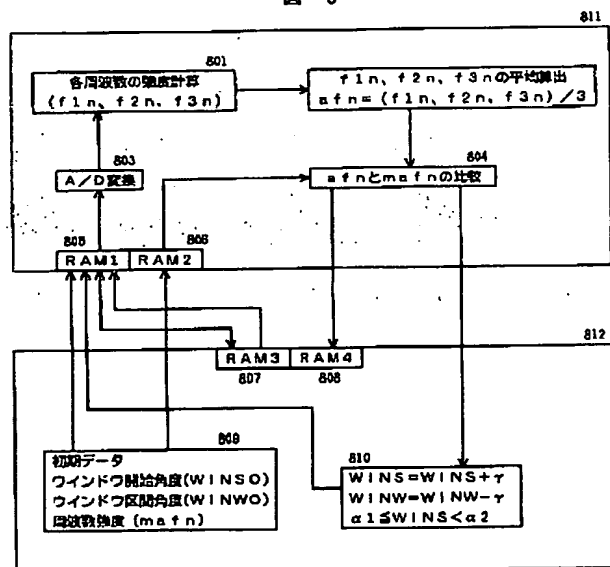 811
801
各周波数の強度計算
(f1n、f2n、f3n)
f1n、f2n、f3nの平均算出
afn=(f1n、f2n、f3n)/3
803
A/D変換
804
afnとmafnの比較
805
806
RAM1
RAM2
812
RAM3
RAM4
807
808
809
初期データ
ウインドウ開始角度(WINSO)
ウインドウ区間角度(WINWO)
周波数強度(mafn)
810
WINS=WINS+γ
WINW=WINW-γ
α1≦WINS<α2